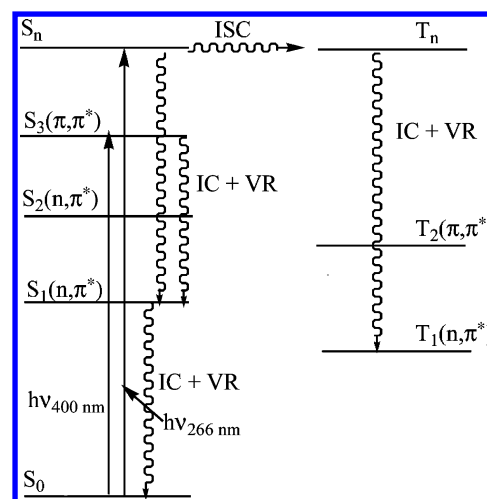 Sn ISC Tn
S3(π,π*)
IC + VR IC + VR
S2(n,π*)
T2(π,π*
S1(n,π*)
T1(n,π*
IC + VR
hν400 nm hν266 nm
S0